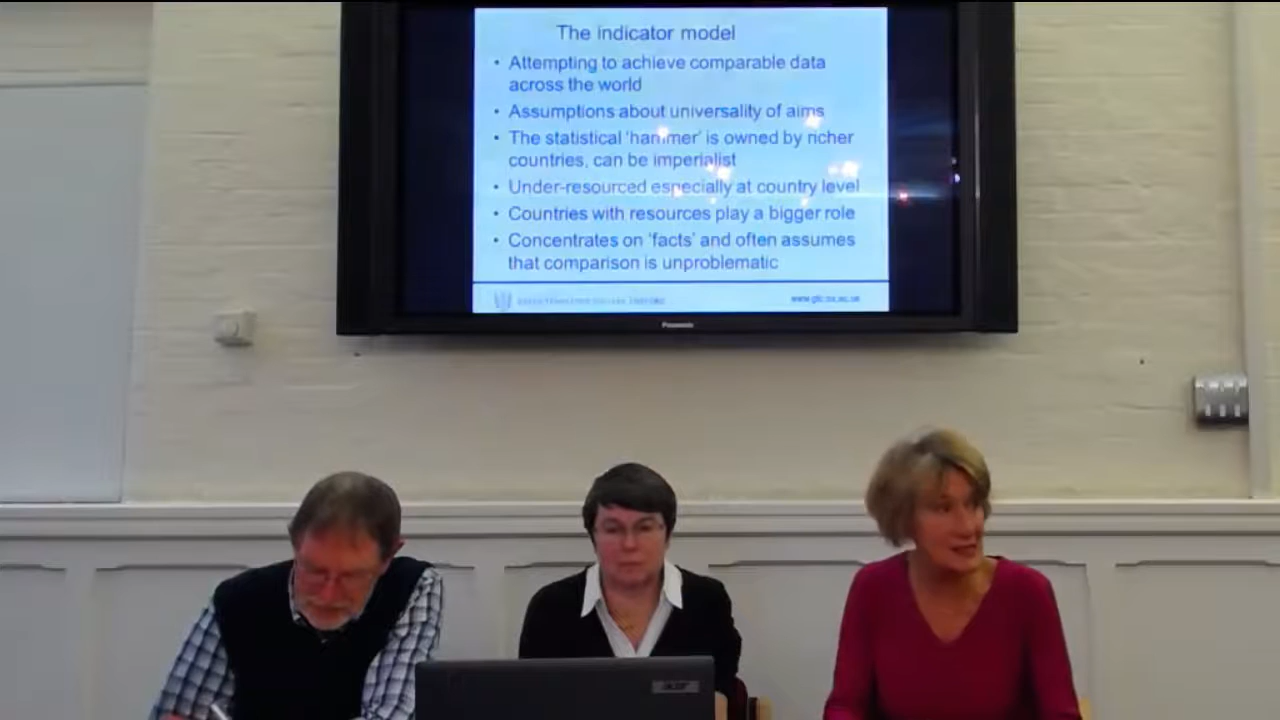 The indicator model
• Attempting to achieve comparable data
across the world
• Assumptions about universality of aims
• The statistical ‘hammer’ is owned by richer
countries, can be imperialist
• Under-resourced especially at country level
• Countries with resources play a bigger role
• Concentrates on ‘facts’ and often assumes
that comparison is unproblematic
www.gtc.ox.ac.uk
Panasonic
acer